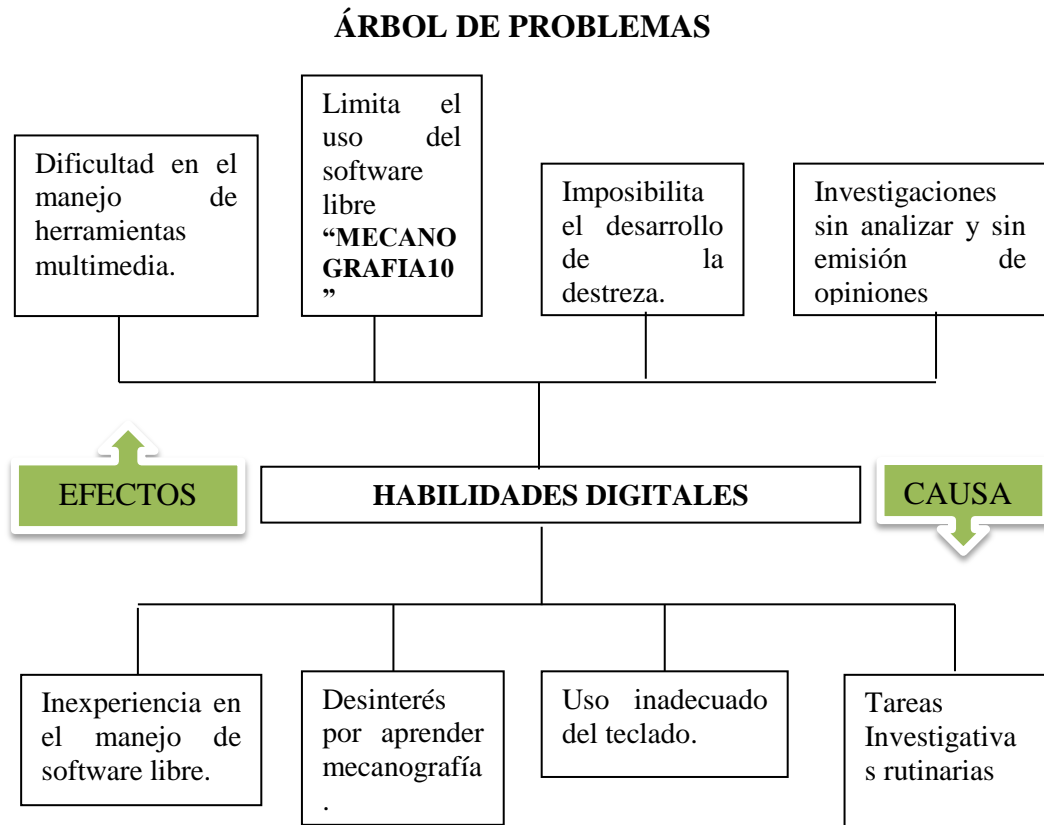 ÁRBOL DE PROBLEMAS
Dificultad en el
manejo de
herramientas
multimedia.
Limita el
uso del
software
libre
“MECANO
GRAFIA10
”
Imposibilita
el desarrollo
de la
destreza.
Investigaciones
sin analizar y sin
emisión de
opiniones
EFECTOS
HABILIDADES DIGITALES
CAUSA
Inexperiencia en
el manejo de
software libre.
Desinterés
por aprender
mecanografía
.
Uso inadecuado
del teclado.
Tareas
Investigativa
s rutinarias